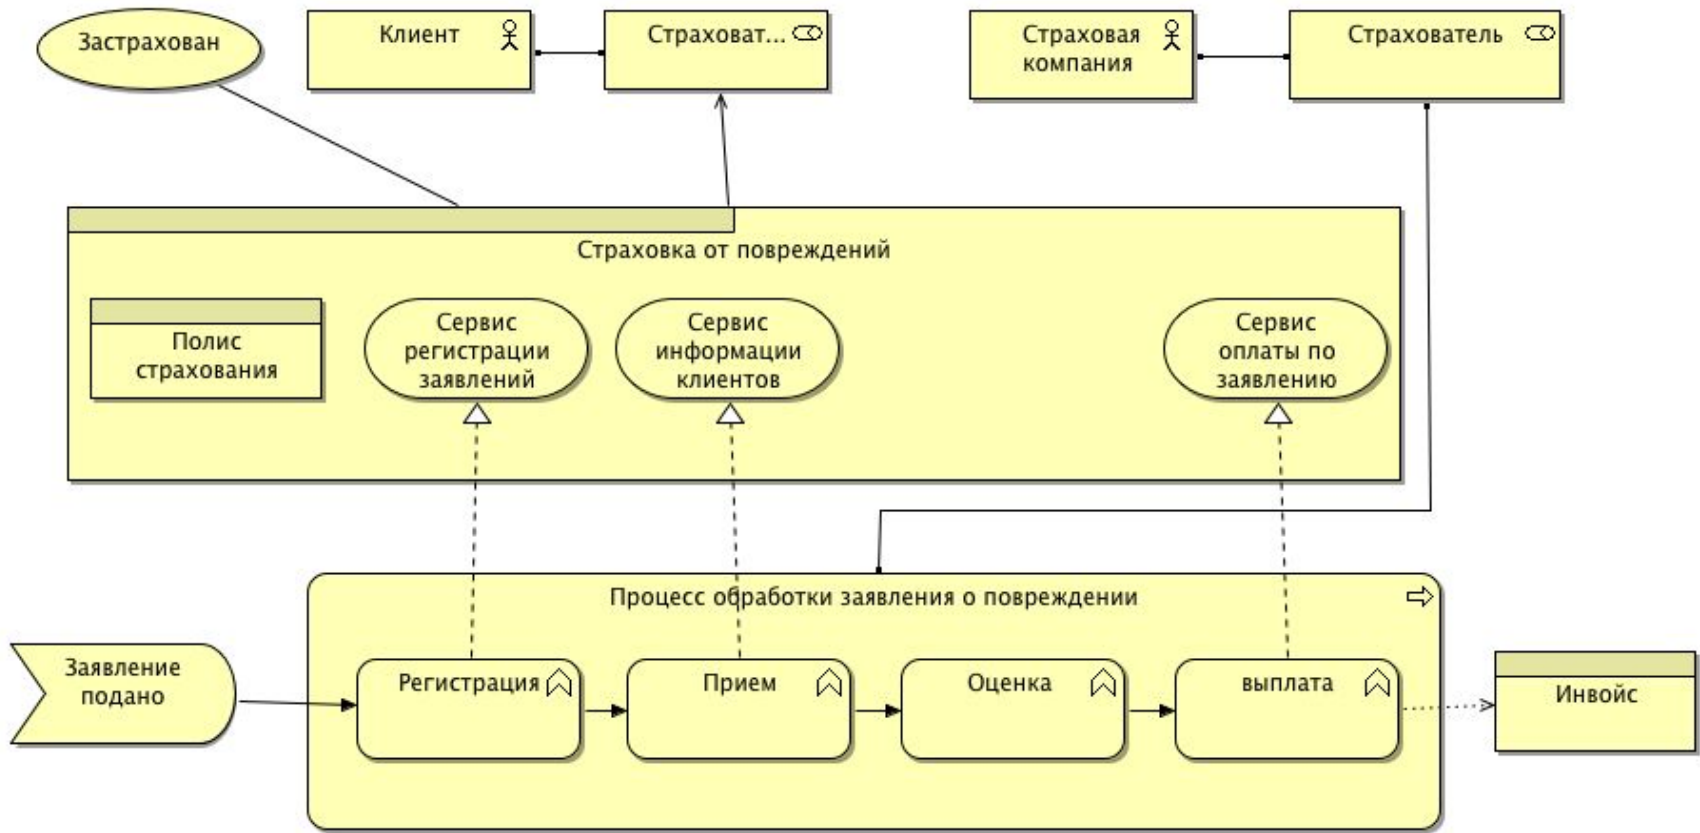 Застрахован
Клиент
Страховат...
Страховая
компания
Страхователь
Страховка от повреждений
Полис
страхования
Сервис
регистрации
заявлений
Сервис
информации
клиентов
Сервис
оплаты по
заявлению
Процесс обработки заявления о повреждении
Заявление
подано
Регистрация
Прием
Оценка
выплата
Инвойс